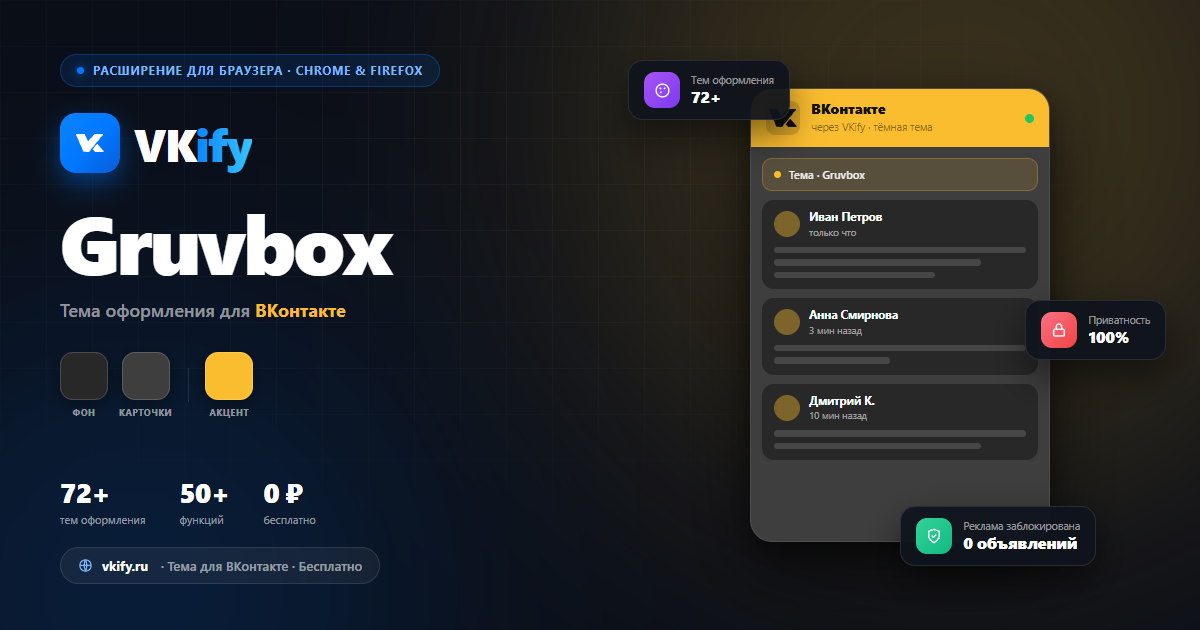 РАСШИРЕНИЕ ДЛЯ БРАУЗЕРА · CHROME & FIREFOX
VKify
Gruvbox
Тема оформления для ВКонтакте
ФОН
КАРТОЧКИ
АКЦЕНТ
72+
тем оформления
50+
функций
0 ₽
бесплатно
vkify.ru · Тема для ВКонтакте · Бесплатно
Тем оформления
72+
ВКонтакте
через VKify · тёмная тема
Тема · Gruvbox
Иван Петров
только что
Анна Смирнова
3 мин назад
Дмитрий К.
10 мин назад
Приватность
100%
Реклама заблокирована
0 объявлений